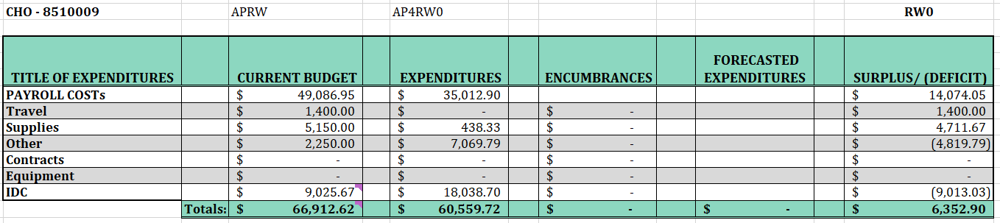 CHO - 8510009 APRW AP4RW0 RW0
FORECASTED
TITLE OF EXPENDITURES CURRENT BUDGET EXPENDITURES ENCUMBRANCES EXPENDITURES SURPLUS/ (DEFICIT)
PAYROLL COSTs $ 49,086.95 $ 35,012.90 $ 14,074.05
Travel $ 1,400.00 $ - $ - $ 1,400.00
Supplies $ 5,150.00 $ 438.33 $ - $ 4,711.67
Other $ 2,250.00 $ 7,069.79 $ - $ (4,819.79)
Contracts $ - $ - $ - $ -
Equipment $ - $ - $ - $ -
IDC $ 9,025.67 $ 18,038.70 $ - $ (9,013.03)
Totals: $ 66,912.62 $ 60,559.72 $ - $ - $ 6,352.90